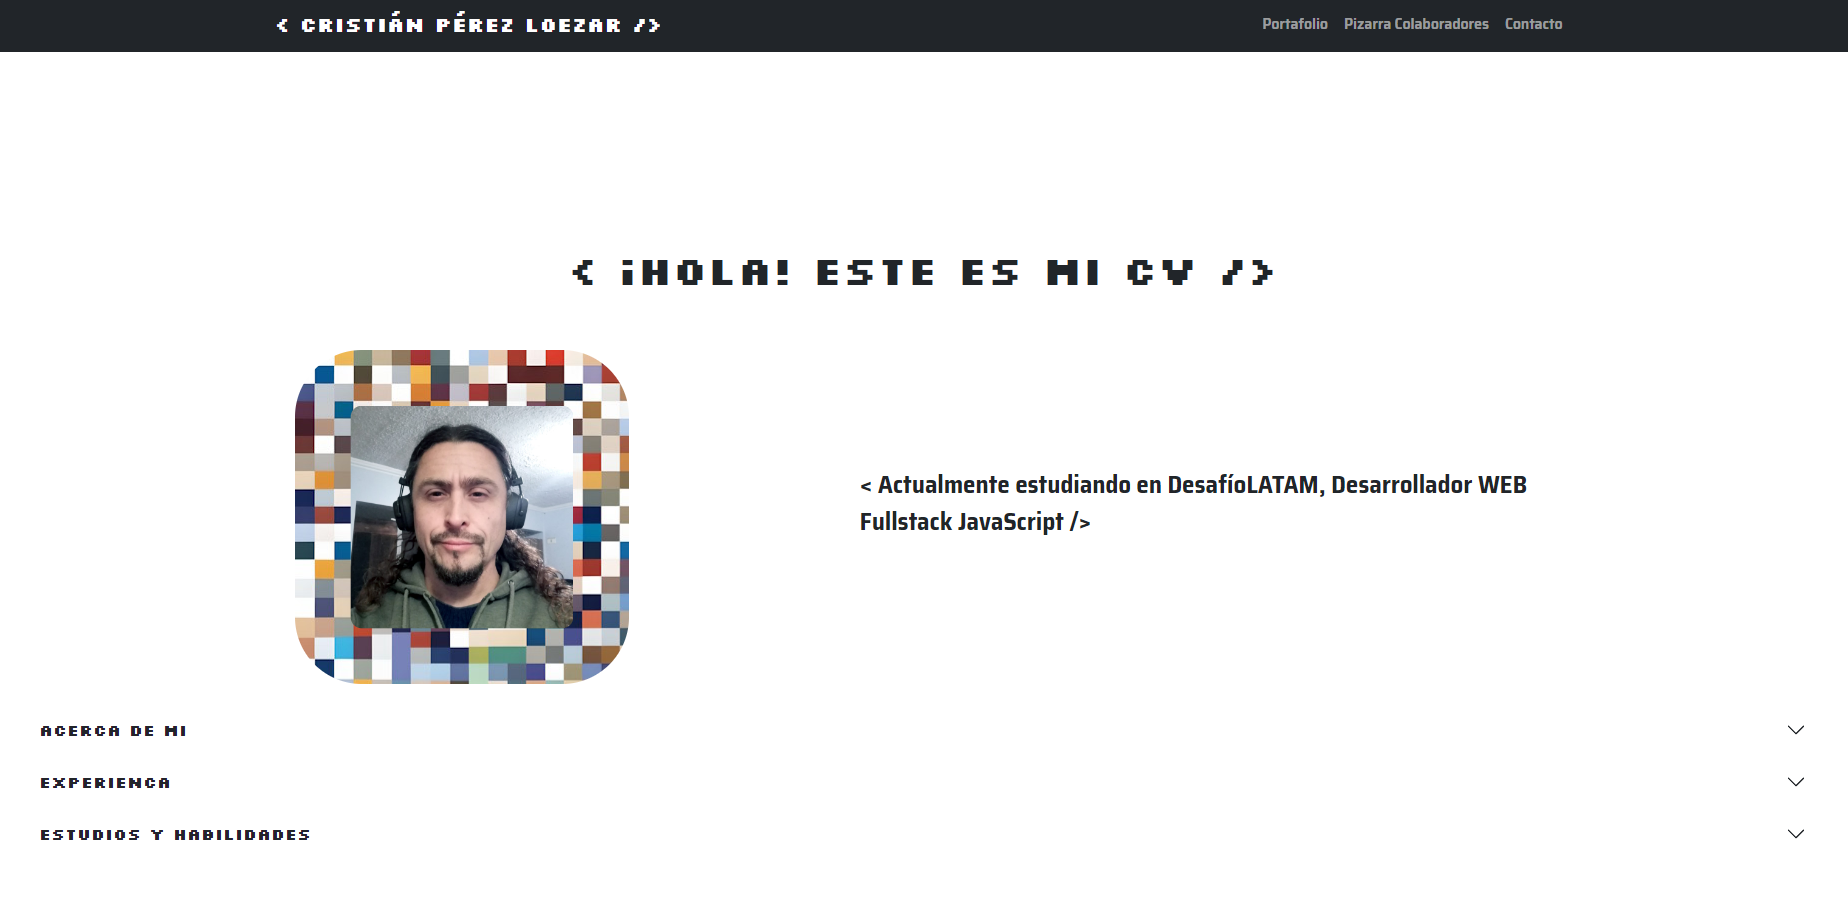 < CRISTIÁN PÉREZ LOEZAR />
Portafolio Pizarra Colaboradores Contacto
< ¡HOLA! ESTE ES MI CV />
< Actualmente estudiando en DesafíoLATAM, Desarrollador WEB
Fullstack JavaScript />
ACERCA DE MI
EXPERIENCA
ESTUDIOS Y HABILIDADES